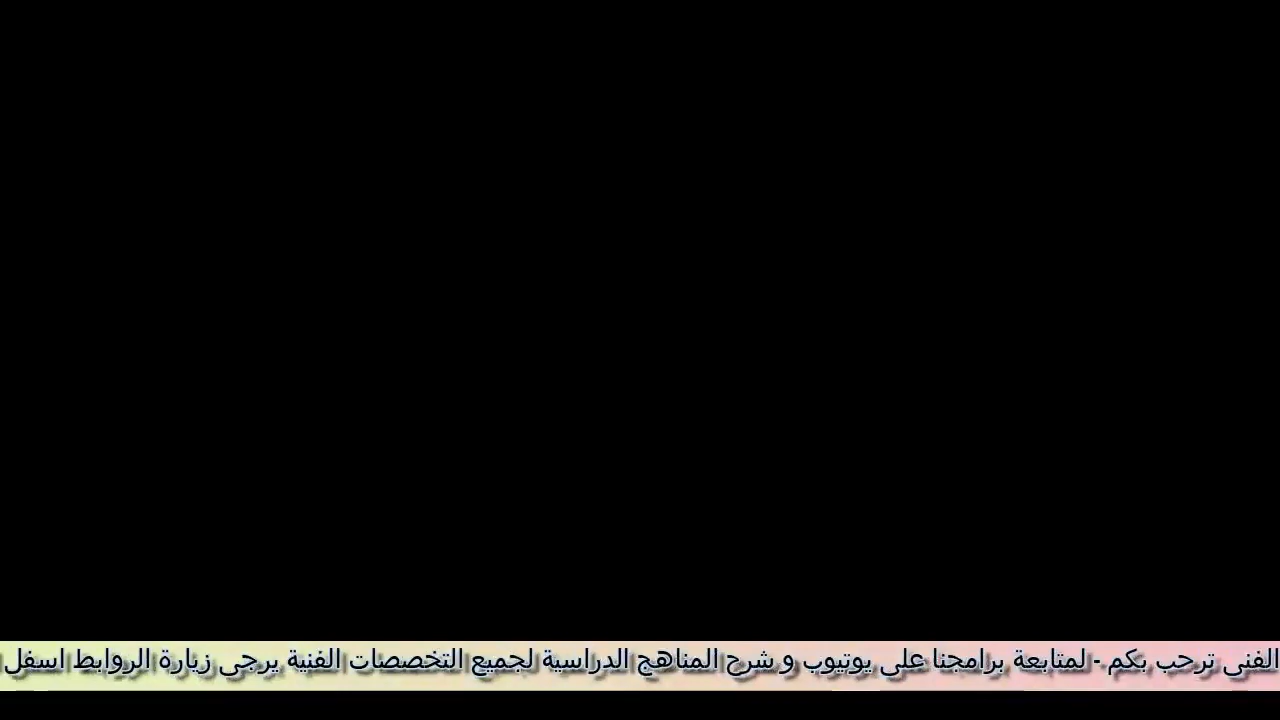 الفنى ترحب بكم - لمتابعة برامجنا على يوتيوب و شرح المناهج الدراسية لجميع التخصصات الفنية يرجى زيارة الروابط اسفل